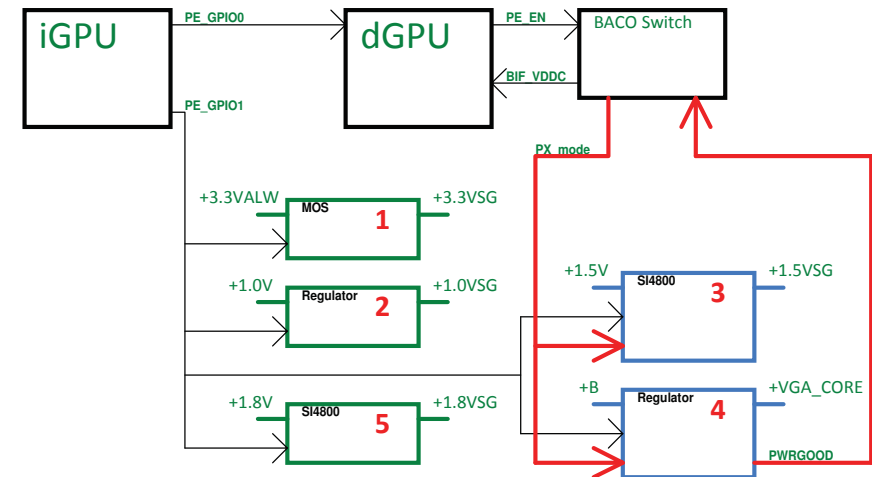 iGPU
PE_GPIO0
dGPU
PE_EN
BACO Switch
BIF_VDDC
PE_GPIO1
PX_mode
+3.3VALW
MOS
1
+3.3VSG
+1.0V
Regulator
2
+1.0VSG
+1.5V
SI4800
3
+1.5VSG
+1.8V
SI4800
5
+1.8VSG
+B
Regulator
4
+VGA_CORE
PWRGOOD